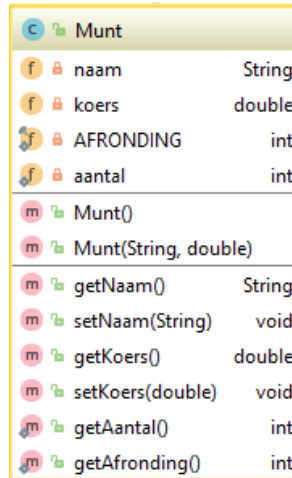 C Munt
f naam String
f koers double
f AFRONDING int
f aantal int
m Munt()
m Munt(String, double)
m getNaam() String
m setNaam(String) void
m getKoers() double
m setKoers(double) void
m getAantal() int
m getAfronding() int